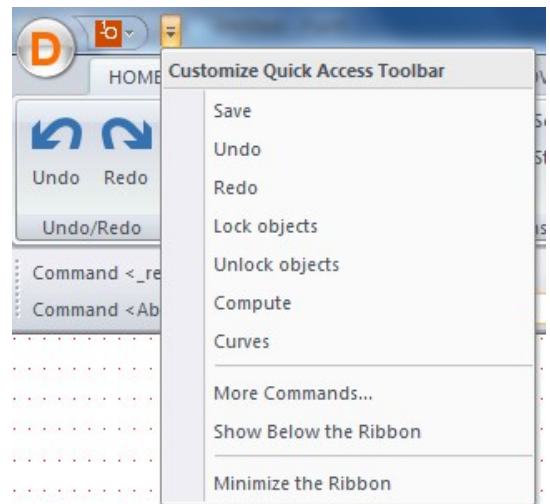 D
HOME
Customize Quick Access Toolbar
Save
Undo
Redo
Lock objects
Unlock objects
Compute
Curves
More Commands...
Show Below the Ribbon
Minimize the Ribbon
Undo Redo
Undo/Redo
Command <_re
Command <Ab